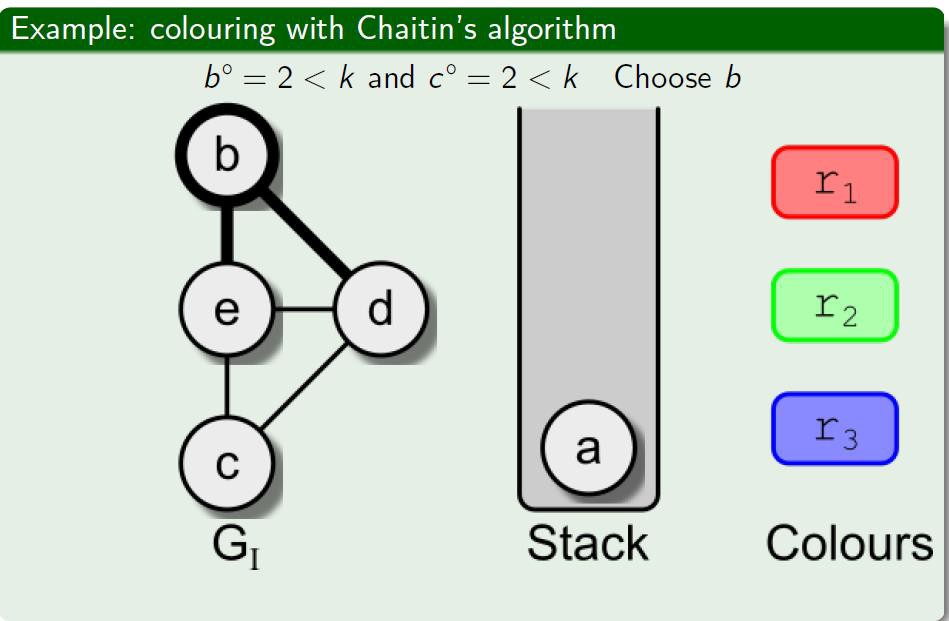 Example: colouring with Chaitin's algorithm
b° = 2 < k and c° = 2 < k Choose b
b
e
d
c
a
r1
r2
r3
GI
Stack
Colours